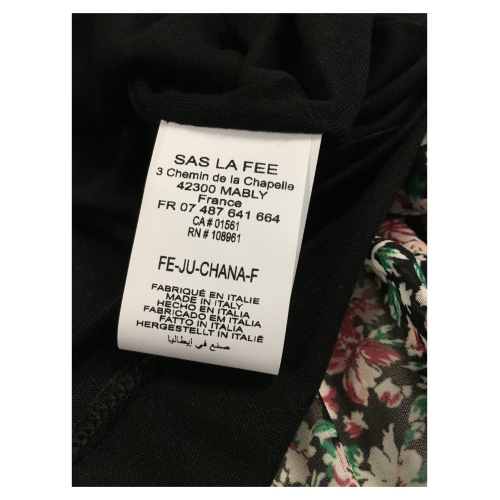 SAS LA FEE
3 Chemin de la Chapelle
42300 MABLY
France
FR 07 487 641 664
CA # 01561
RN # 108961
FE-JU-CHANA-F
FABRIQUÉ EN ITALIE
MADE IN ITALY
HECHO EN ITALIA
FABRICADO EM ITALIA
FATTO IN ITALIA
HERGESTELLT IN ITALIË
صنع في إيطاليا